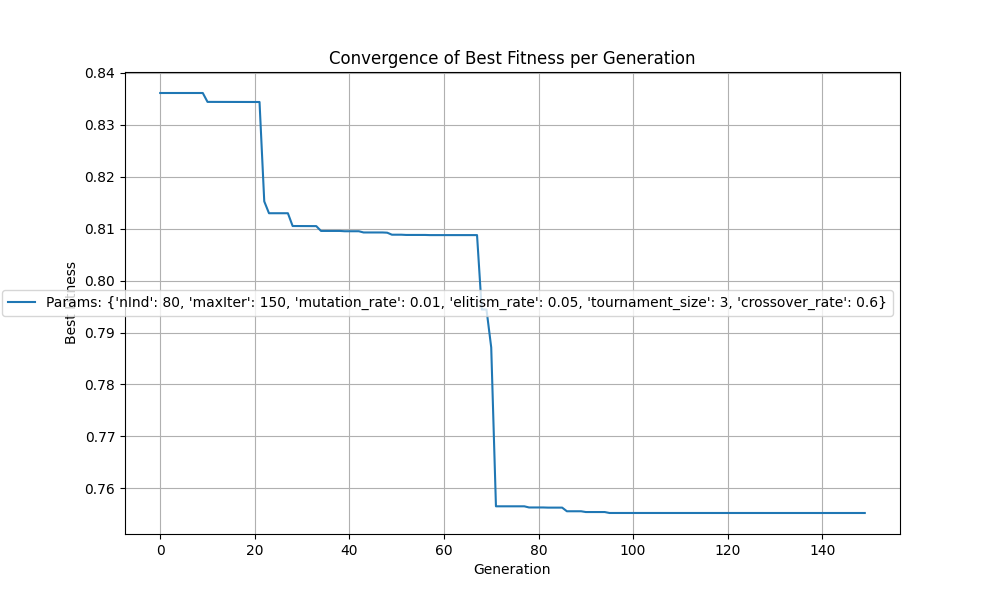 Convergence of Best Fitness per Generation
0.84
0.83
0.82
0.81
0.80
0.79
0.78
0.77
0.76
Best Fitness
Params: {'nInd': 80, 'maxIter': 150, 'mutation_rate': 0.01, 'elitism_rate': 0.05, 'tournament_size': 3, 'crossover_rate': 0.6}
0 20 40 60 80 100 120 140
Generation